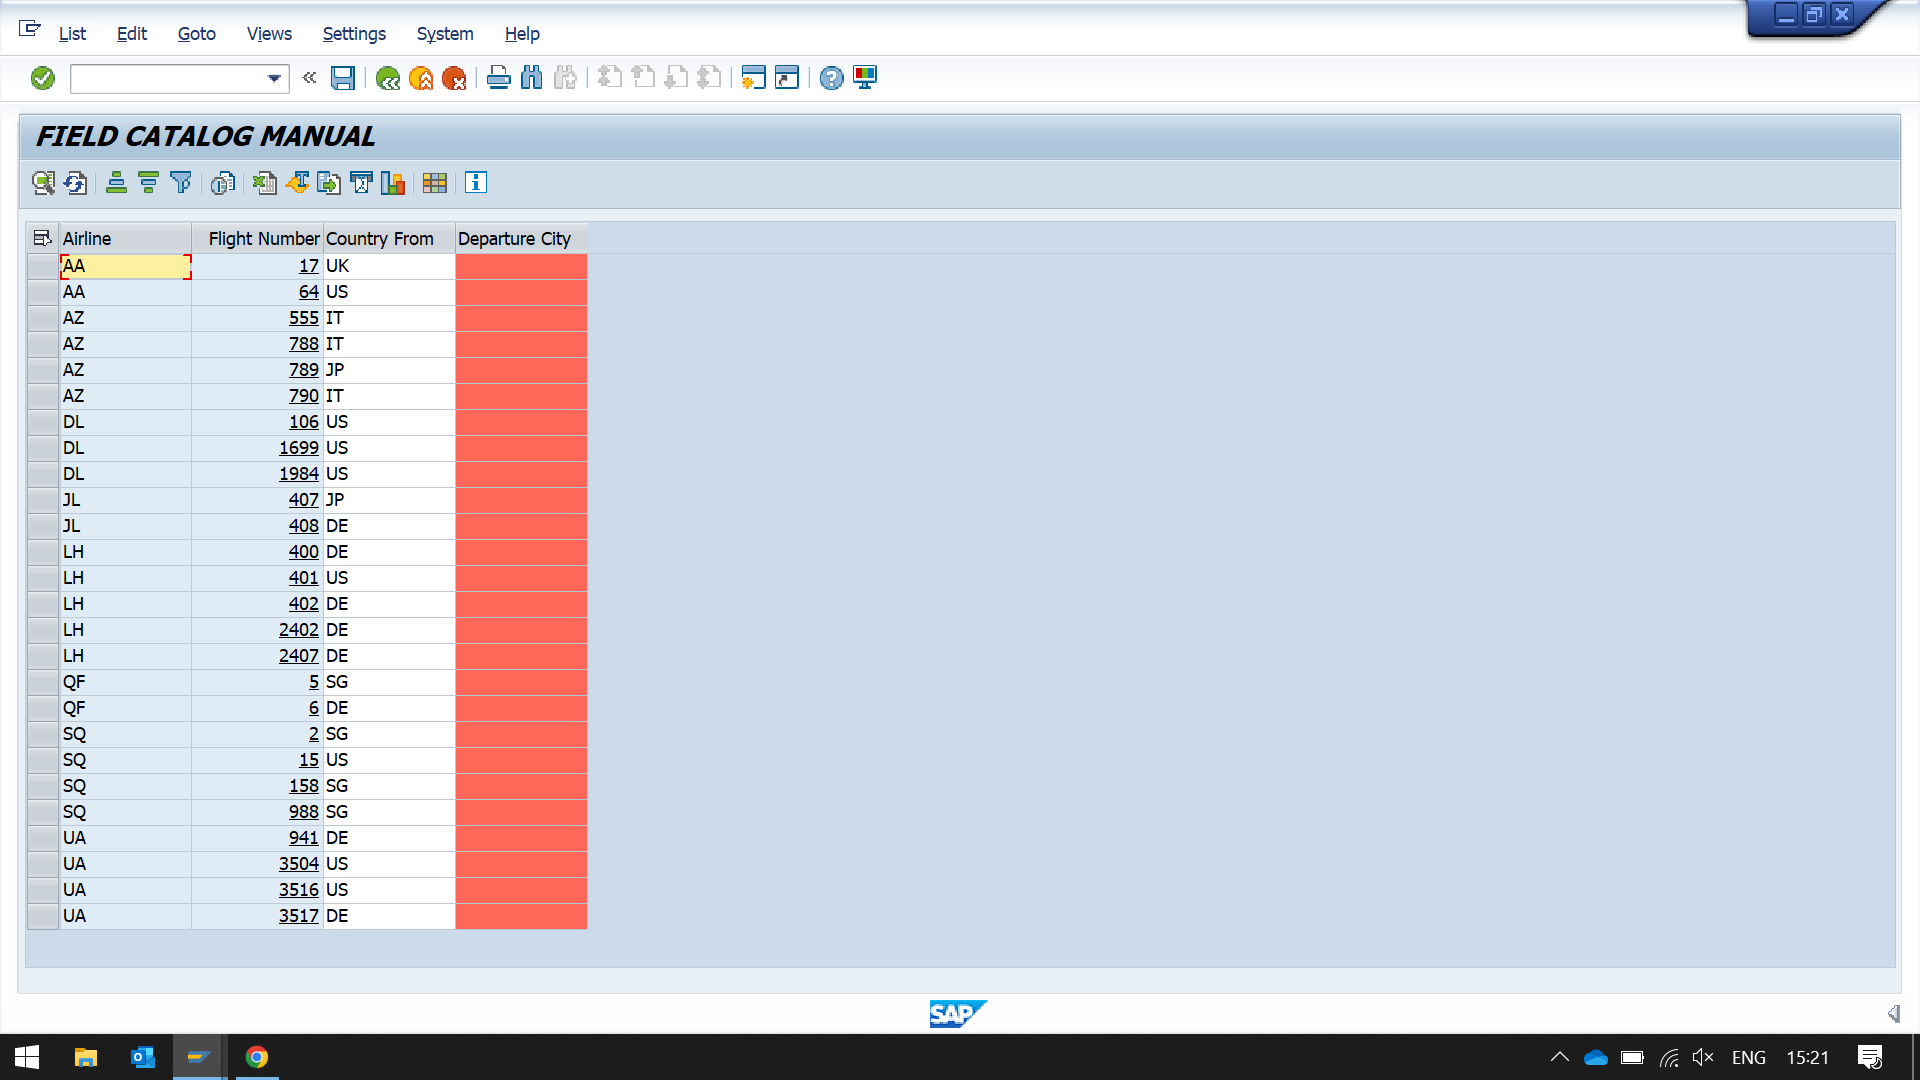 List Edit Goto Views Settings System Help
FIELD CATALOG MANUAL
Airline Flight Number Country From Departure City
AA 17 UK
AA 64 US
AZ 555 IT
AZ 788 IT
AZ 789 JP
AZ 790 IT
DL 106 US
DL 1699 US
DL 1984 US
JL 407 JP
JL 408 DE
LH 400 DE
LH 401 US
LH 402 DE
LH 2402 DE
LH 2407 DE
QF 5 SG
QF 6 DE
SQ 2 SG
SQ 15 US
SQ 158 SG
SQ 988 SG
UA 941 DE
UA 3504 US
UA 3516 US
UA 3517 DE
SAP
ENG 15:21